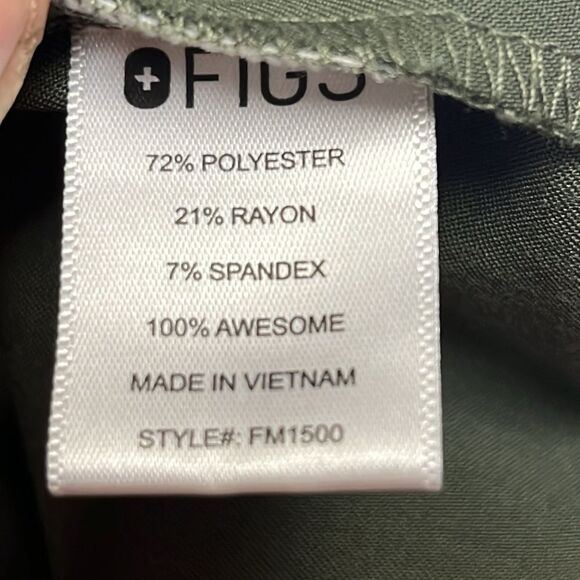 FIGS
72% POLYESTER
21% RAYON
7% SPANDEX
100% AWESOME
MADE IN VIETNAM
STYLE#: FM1500